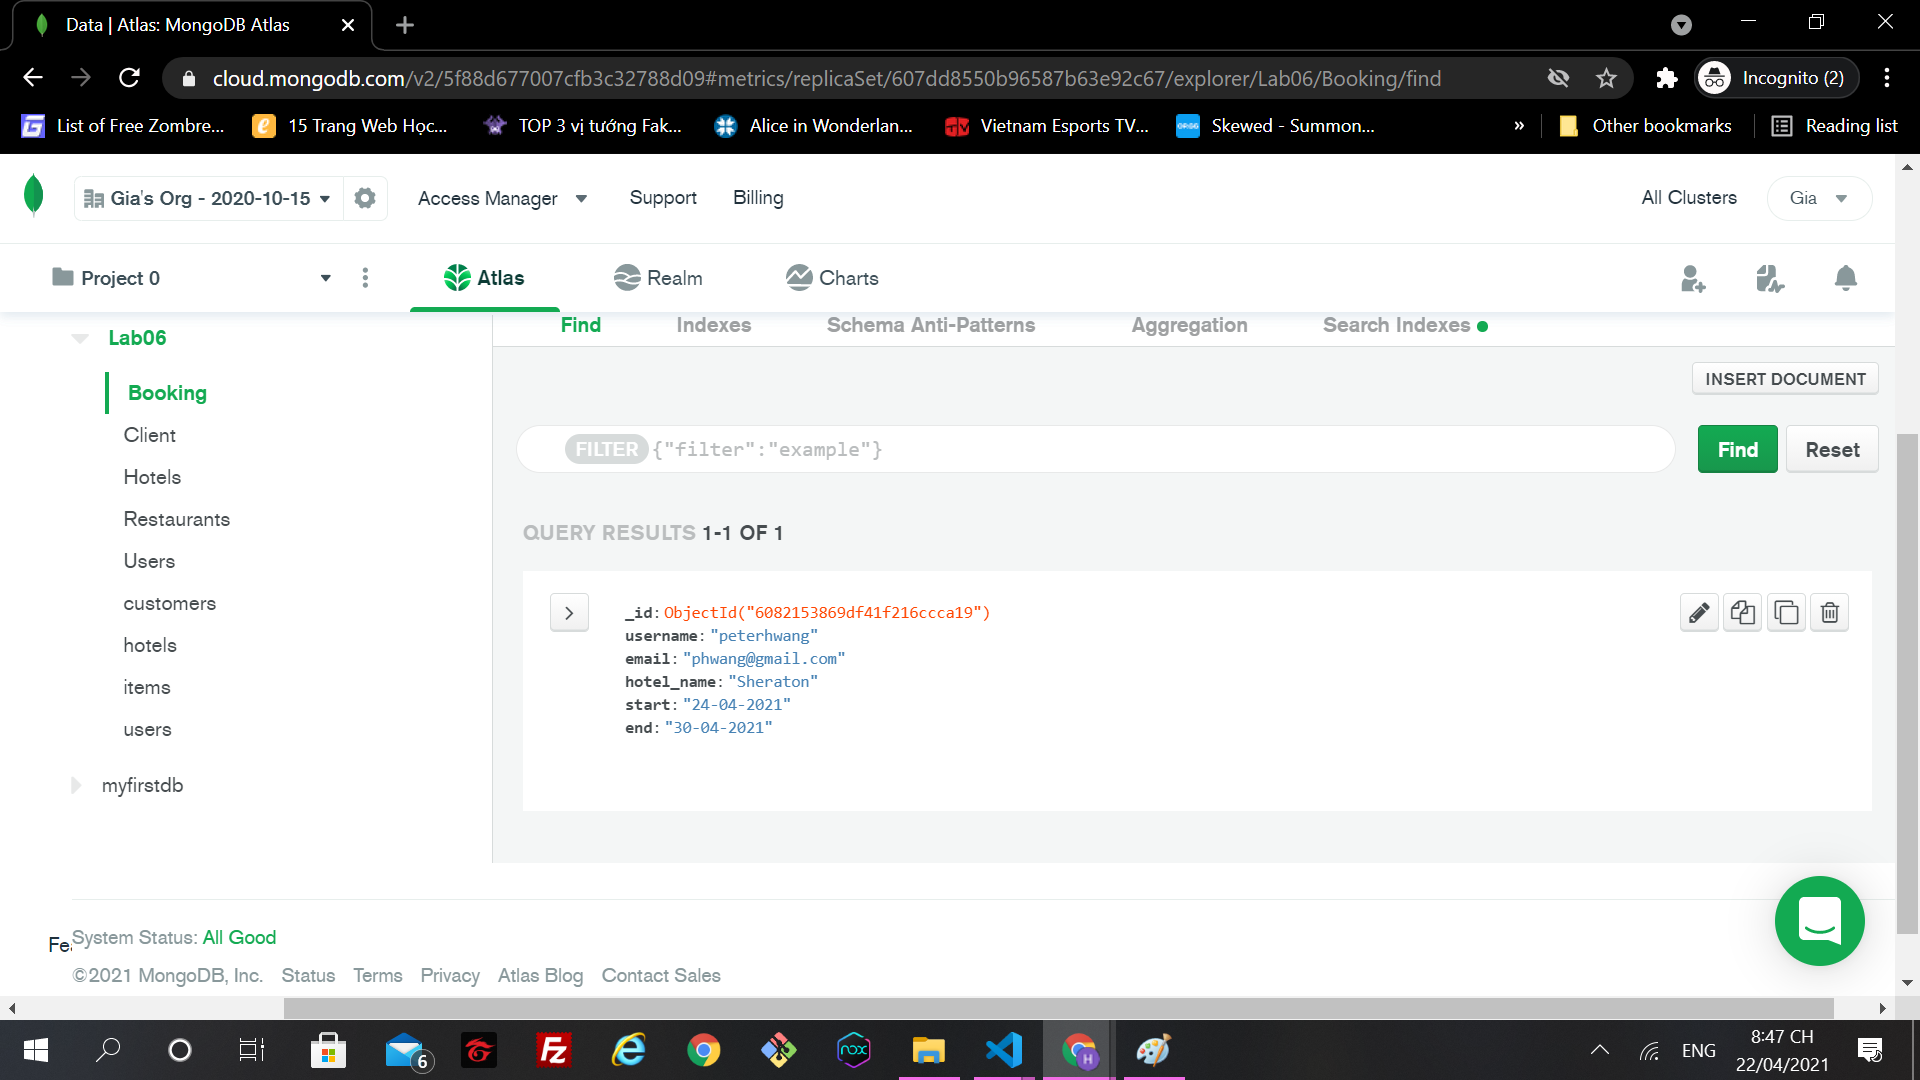 Data | Atlas: MongoDB Atlas
cloud.mongodb.com/v2/5f88d677007cfb3c32788d09#metrics/replicaSet/607dd8550b96587b63e92c67/explorer/Lab06/Booking/find
Incognito (2)
List of Free Zombre...
15 Trang Web Học...
TOP 3 vị tướng Fak...
Alice in Wonderlan...
Vietnam Esports TV...
Skewed - Summon...
»
Other bookmarks
Reading list
Gia's Org - 2020-10-15
Access Manager
Support
Billing
All Clusters
Gia
Project 0
Atlas
Realm
Charts
Lab06
Booking
Client
Hotels
Restaurants
Users
customers
hotels
items
users
myfirstdb
Find
Indexes
Schema Anti-Patterns
Aggregation
Search Indexes
INSERT DOCUMENT
FILTER {"filter":"example"}
Find
Reset
QUERY RESULTS 1-1 OF 1
_id: ObjectId("6082153869df41f216ccca19")
username: "peterhwang"
email: "phwang@gmail.com"
hotel_name: "Sheraton"
start: "24-04-2021"
end: "30-04-2021"
Fe
System Status: All Good
©2021 MongoDB, Inc.
Status
Terms
Privacy
Atlas Blog
Contact Sales
6
nox
H
ENG
8:47 CH
22/04/2021